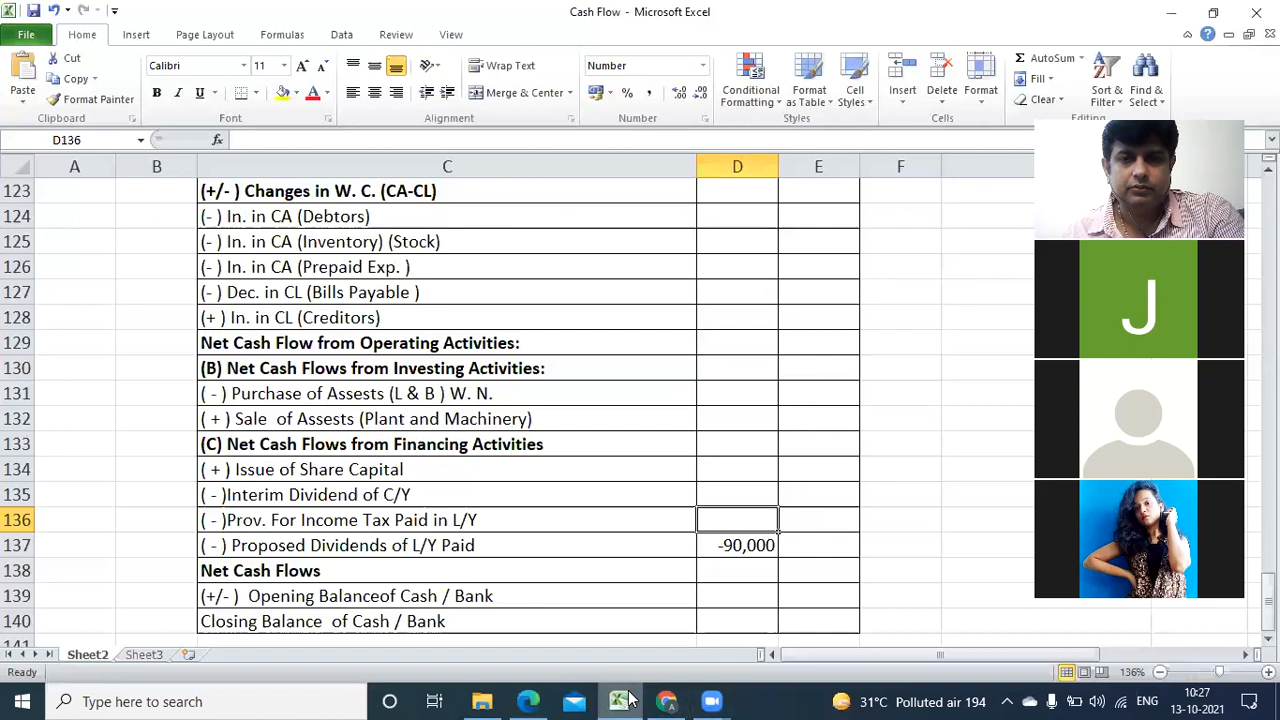 Cash Flow - Microsoft Excel
File Home Insert Page Layout Formulas Data Review View
Paste Cut Copy Format Painter Clipboard
Calibri 11 A A B I U A Font
Wrap Text Merge & Center Alignment
Number % , .0 .00 .00 .0 Number
Conditional Formatting Format as Table Cell Styles Styles
Insert Delete Format Cells
Σ AutoSum Fill Clear Sort & Filter Find & Select Editing
D136 fx
A B C D E F
123 (+/- ) Changes in W. C. (CA-CL)
124 (- ) In. in CA (Debtors)
125 (- ) In. in CA (Inventory) (Stock)
126 (- ) In. in CA (Prepaid Exp. )
127 (- ) Dec. in CL (Bills Payable )
128 (+ ) In. in CL (Creditors)
129 Net Cash Flow from Operating Activities:
130 (B) Net Cash Flows from Investing Activities:
131 ( - ) Purchase of Assests (L & B ) W. N.
132 ( + ) Sale of Assests (Plant and Machinery)
133 (C) Net Cash Flows from Financing Activities
134 ( + ) Issue of Share Capital
135 ( - )Interim Dividend of C/Y
136 ( - )Prov. For Income Tax Paid in L/Y
137 ( - ) Proposed Dividends of L/Y Paid -90,000
138 Net Cash Flows
139 (+/- ) Opening Balanceof Cash / Bank
140 Closing Balance of Cash / Bank
141
J
Sheet2 Sheet3
Ready 136%
Type here to search
31°C Polluted air 194 ENG 10:27
13-10-2021